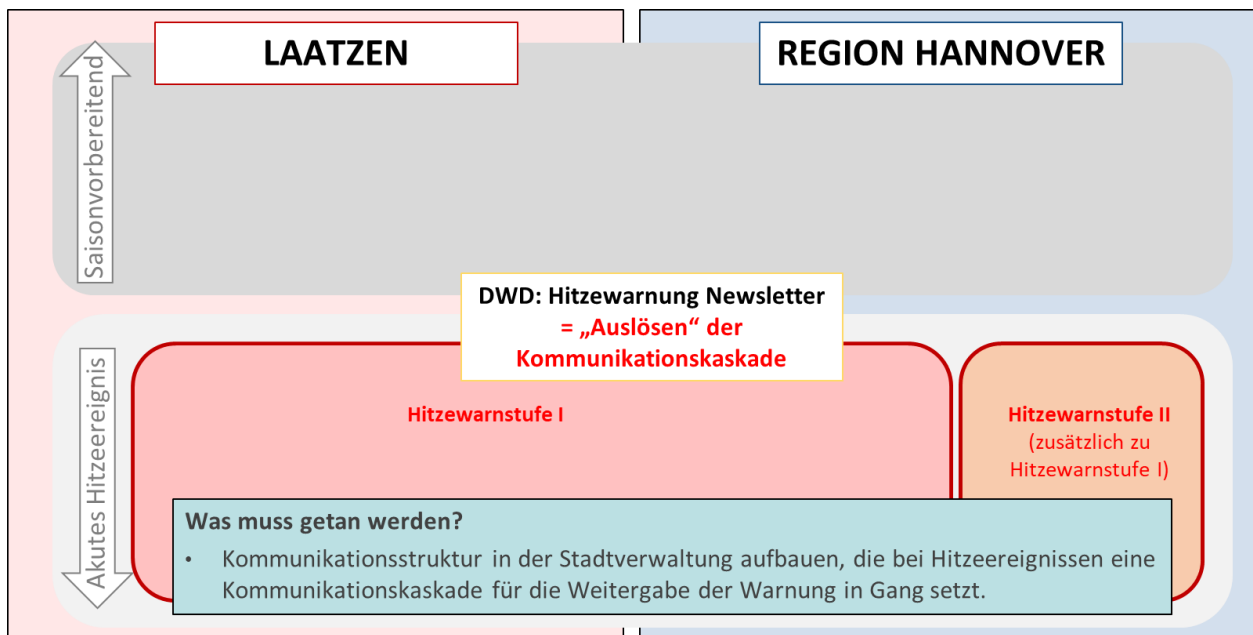 LAATZEN
REGION HANNOVER
Saisonvorbereitend
DWD: Hitzewarnung Newsletter
= „Auslösen“ der
Kommunikationskaskade
Akutes Hitzeereignis
Hitzewarnstufe I
Hitzewarnstufe II
(zusätzlich zu
Hitzewarnstufe I)
Was muss getan werden?
• Kommunikationsstruktur in der Stadtverwaltung aufbauen, die bei Hitzeereignissen eine
Kommunikationskaskade für die Weitergabe der Warnung in Gang setzt.